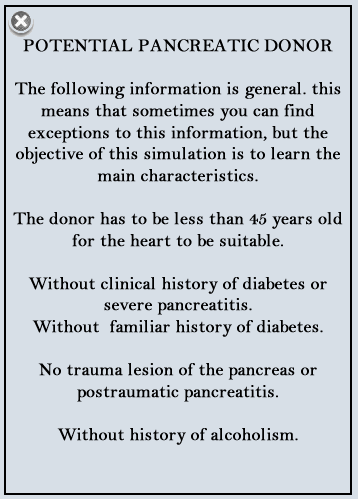 POTENTIAL PANCREATIC DONOR
The following information is general. this
means that sometimes you can find
exceptions to this information, but the
objective of this simulation is to learn the
main characteristics.
The donor has to be less than 45 years old
for the heart to be suitable.
Without clinical history of diabetes or
severe pancreatitis.
Without familiar history of diabetes.
No trauma lesion of the pancreas or
postraumatic pancreatitis.
Without history of alcoholism.